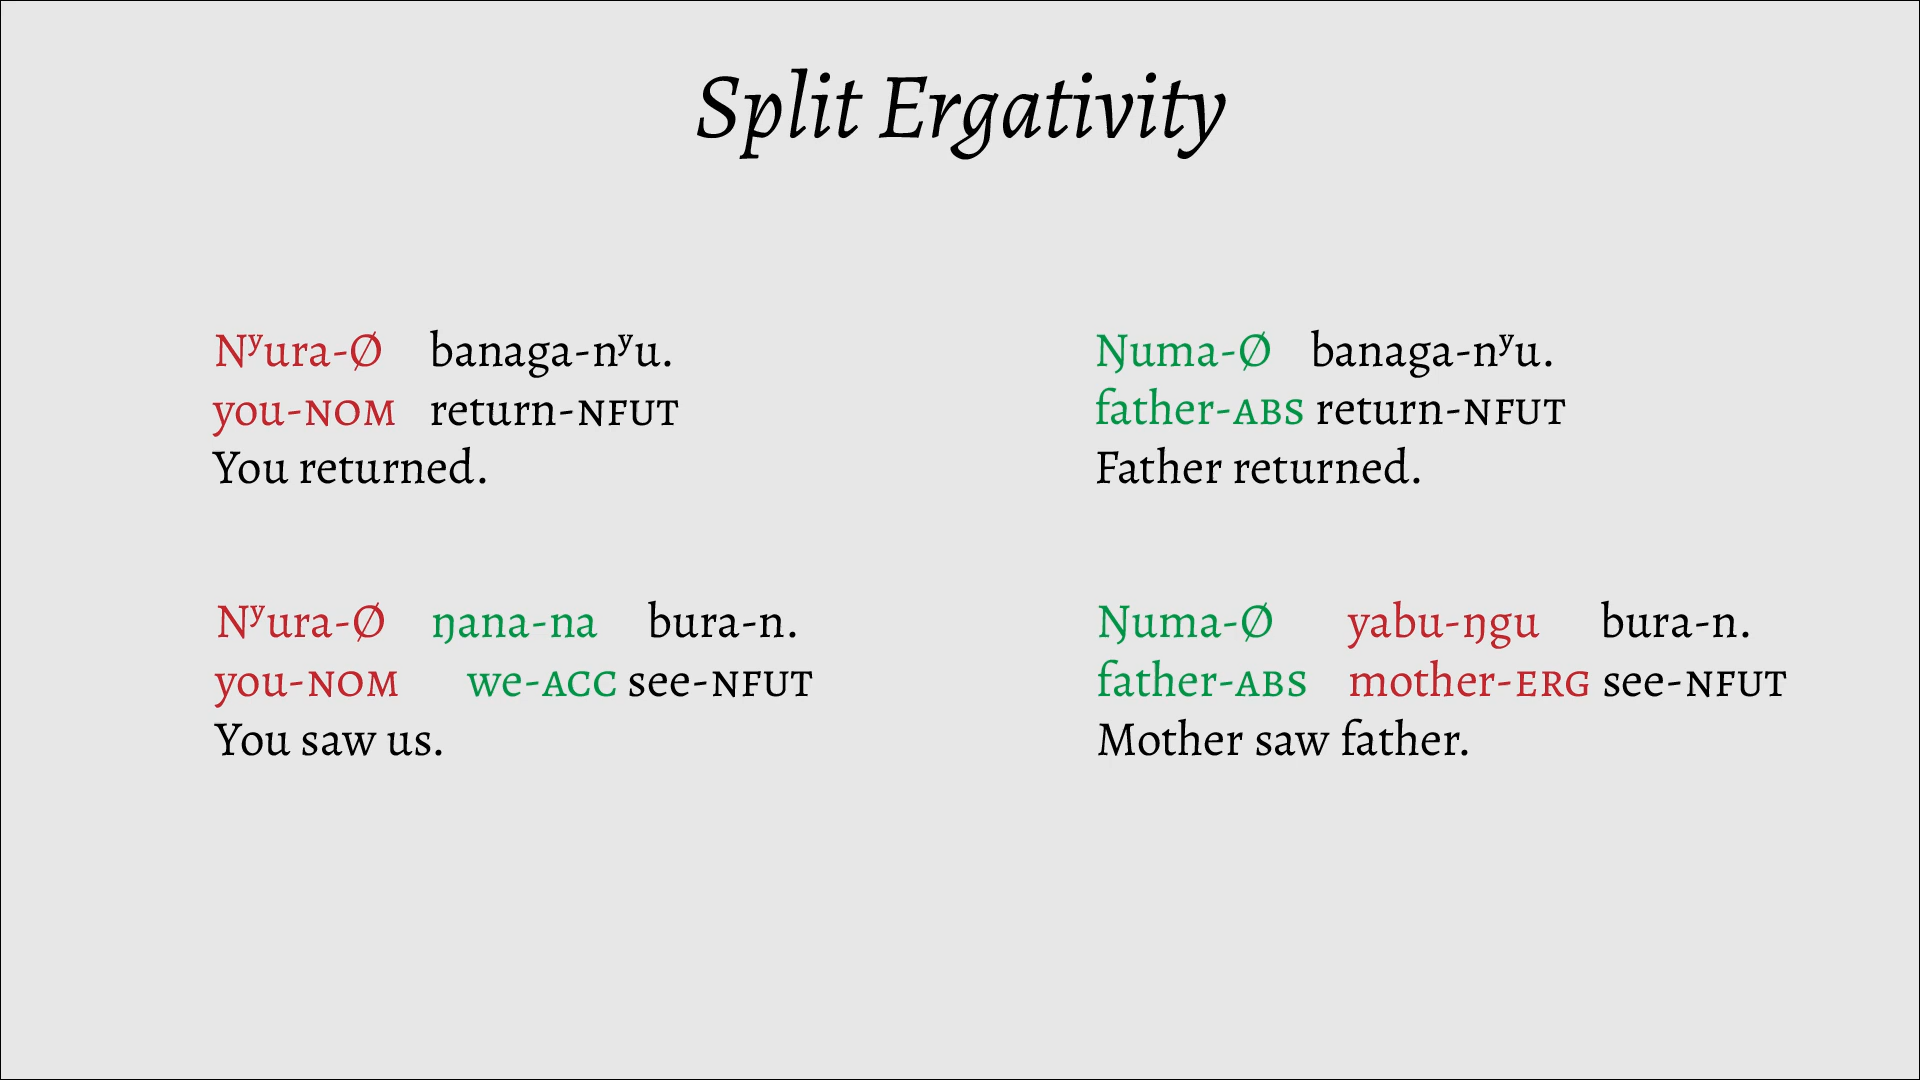 Split Ergativity
Nʸura-Ø banaga-nʸu.
you-NOM return-NFUT
You returned.
Nʸura-Ø ŋana-na bura-n.
you-NOM we-ACC see-NFUT
You saw us.
Ŋuma-Ø banaga-nʸu.
father-ABS return-NFUT
Father returned.
Ŋuma-Ø yabu-ŋgu bura-n.
father-ABS mother-ERG see-NFUT
Mother saw father.